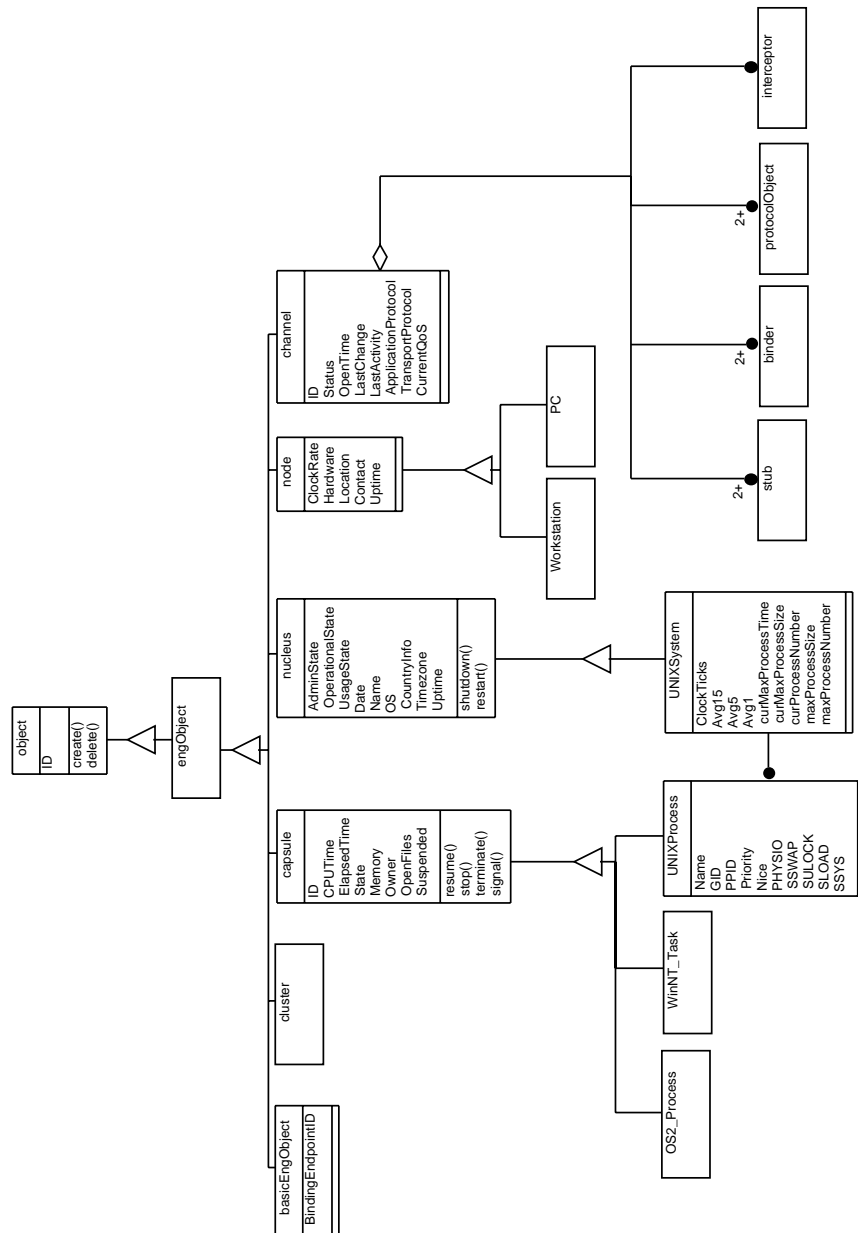 object
ID
create()
delete()
engObject
basicEngObject
BindingEndpointID
cluster
capsule
ID
CPUTime
ElapsedTime
State
Memory
Owner
OpenFiles
Suspended
resume()
stop()
terminate()
signal()
nucleus
AdminState
OperationalState
UsageState
Date
Name
OS
CountryInfo
Timezone
Uptime
shutdown()
restart()
node
ClockRate
Hardware
Location
Contact
Uptime
channel
ID
Status
OpenTime
LastChange
LastActivity
ApplicationProtocol
TransportProtocol
CurrentQoS
OS2_Process
WinNT_Task
UNIXProcess
Name
GID
PPID
Priority
Nice
PHYSIO
SSWAP
SULOCK
SLOAD
SSYS
UNIXSystem
ClockTicks
Avg15
Avg5
Avg1
curMaxProcessTime
curMaxProcessSize
curProcessNumber
maxProcessSize
maxProcessNumber
Workstation
PC
2+
stub
2+
binder
2+
protocolObject
interceptor